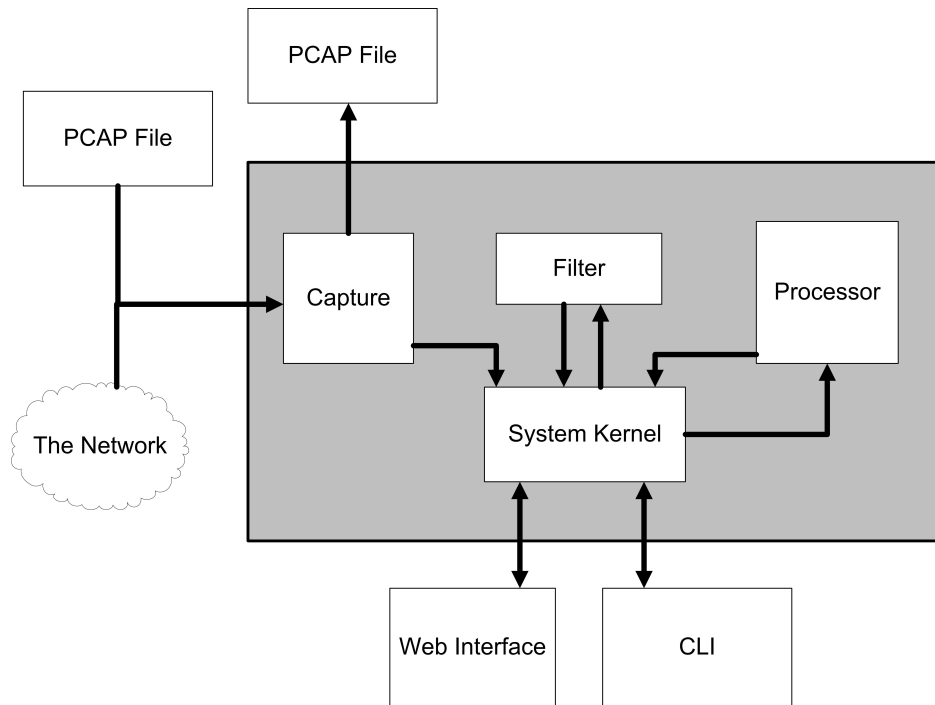 PCAP File
PCAP File
Capture
Filter
Processor
The Network
System Kernel
Web Interface
CLI